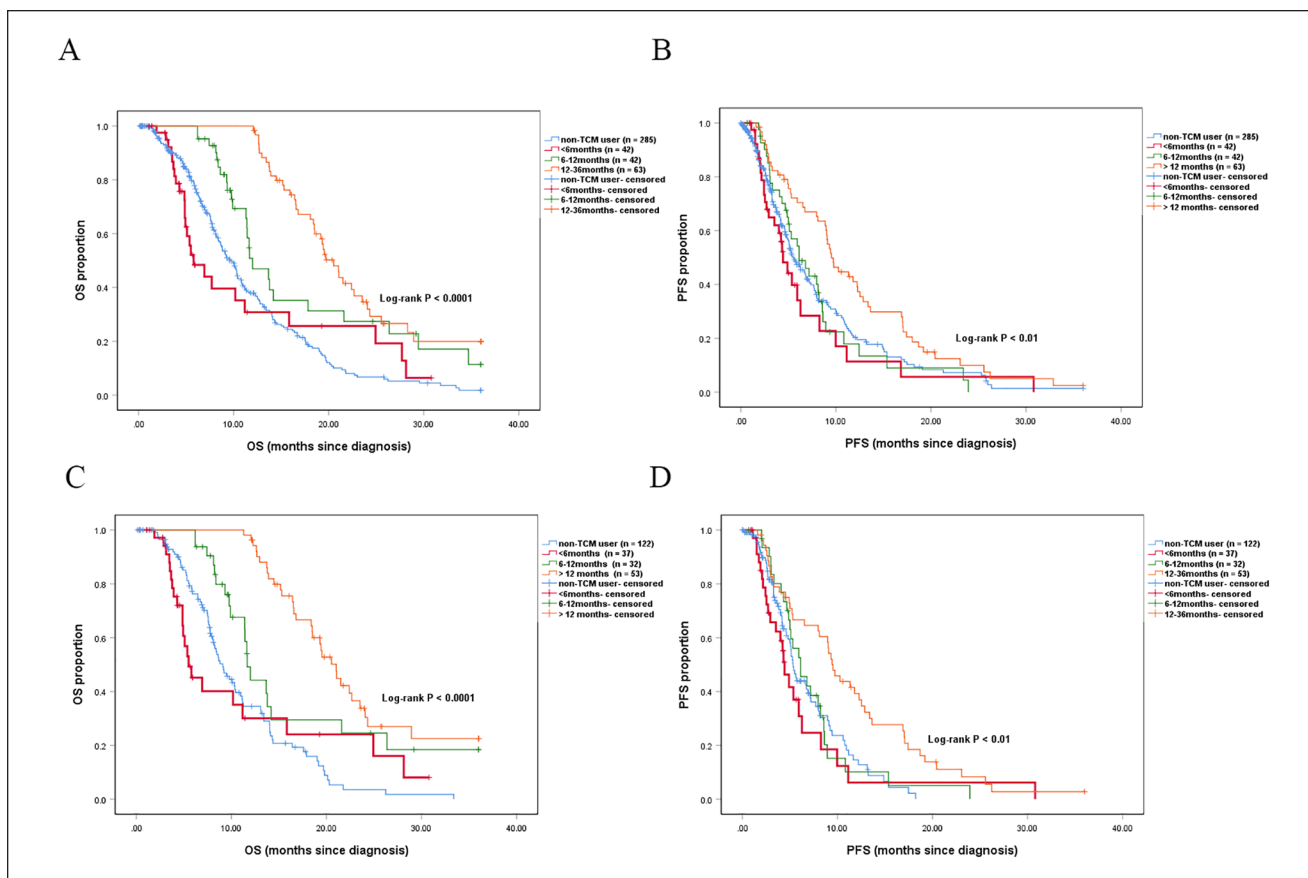 A
B
1.0
0.8
0.6
0.4
0.2
0.0
OS proportion
.00 10.00 20.00 30.00 40.00
OS (months since diagnosis)
Log-rank P < 0.0001
non-TCM user (n = 285)
<6months (n = 42)
6-12months (n = 42)
12-36months (n = 63)
non-TCM user- censored
<6months- censored
6-12months- censored
12-36months- censored
1.0
0.8
0.6
0.4
0.2
0.0
PFS proportion
.00 10.00 20.00 30.00 40.00
PFS (months since diagnosis)
Log-rank P < 0.01
non-TCM user (n = 285)
<6months (n = 42)
6-12months (n = 42)
> 12 months (n = 63)
non-TCM user- censored
<6months- censored
6-12months- censored
> 12 months- censored
C
D
1.0
0.8
0.6
0.4
0.2
0.0
OS proportion
.00 10.00 20.00 30.00 40.00
OS (months since diagnosis)
Log-rank P < 0.0001
non-TCM user (n = 122)
<6months (n = 37)
6-12months (n = 32)
> 12 months (n = 53)
non-TCM user- censored
<6months- censored
6-12months- censored
> 12 months- censored
1.0
0.8
0.6
0.4
0.2
0.0
PFS proportion
.00 10.00 20.00 30.00 40.00
PFS (months since diagnosis)
Log-rank P < 0.01
non-TCM user (n = 122)
<6months (n = 37)
6-12months (n = 32)
12-36months (n = 53)
non-TCM user- censored
<6months- censored
6-12months- censored
12-36months- censored